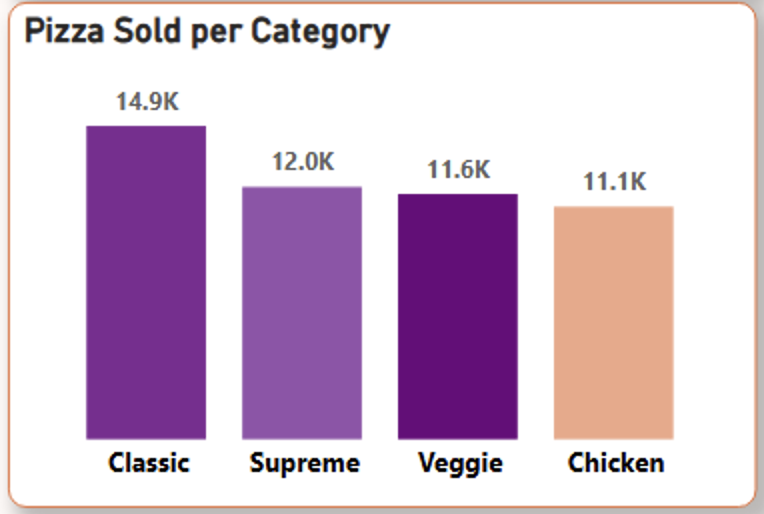 Pizza Sold per Category
14.9K
12.0K
11.6K
11.1K
Classic Supreme Veggie Chicken